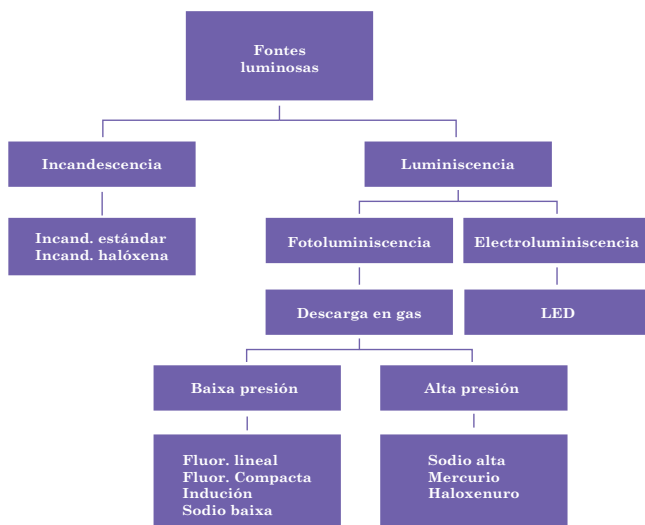 Fontes
luminosas
Incandescencia
Luminiscencia
Incand. estándar
Incand. halóxena
Fotoluminiscencia
Electroluminiscencia
Descarga en gas
LED
Baixa presión
Alta presión
Fluor. lineal
Fluor. Compacta
Indución
Sodio baixa
Sodio alta
Mercurio
Haloxenuro